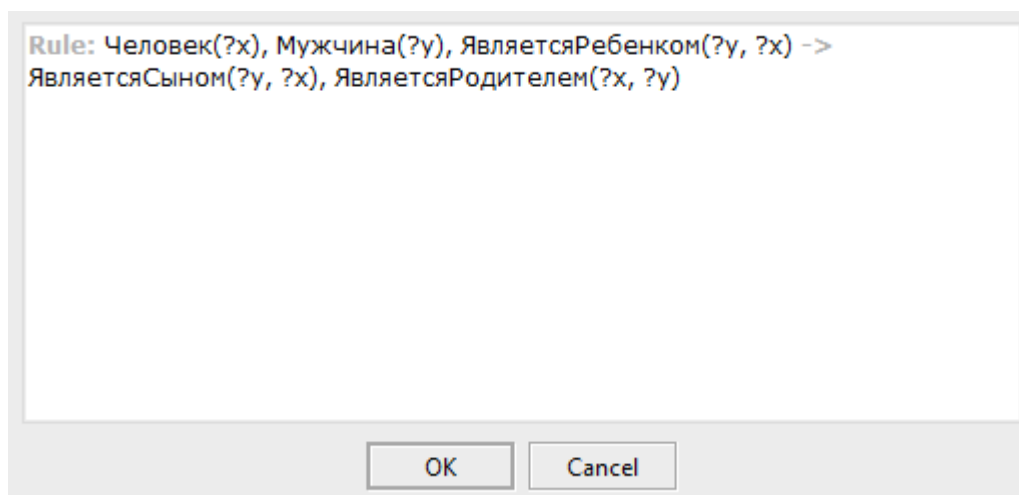 Rule: Человек(?x), Мужчина(?y), ЯвляетсяРебенком(?y, ?x) ->
ЯвляетсяСыном(?y, ?x), ЯвляетсяРодителем(?x, ?y)
OK Cancel